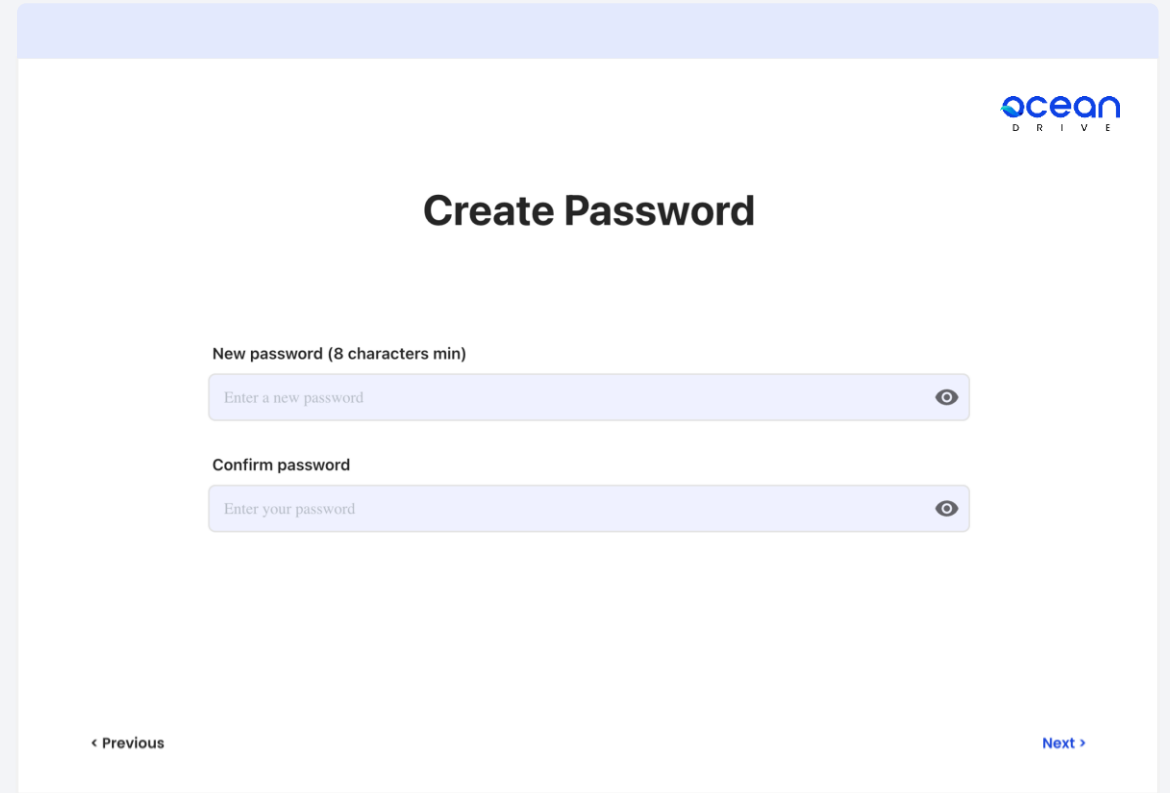 ocean
DRIVE
Create Password
New password (8 characters min)
Enter a new password
Confirm password
Enter your password
< Previous
Next >